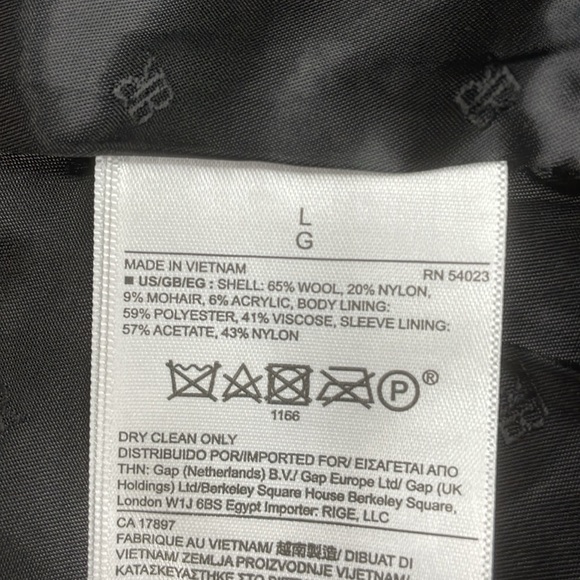 L
G
MADE IN VIETNAM RN 54023
■ US/GB/EG : SHELL: 65% WOOL, 20% NYLON,
9% MOHAIR, 6% ACRYLIC, BODY LINING:
59% POLYESTER, 41% VISCOSE, SLEEVE LINING:
57% ACETATE, 43% NYLON
P ®
1166
DRY CLEAN ONLY
DISTRIBUIDO POR/IMPORTED FOR/ ΕΙΣΑΓΕΤΑΙ ΑΠΟ
THN: Gap (Netherlands) B.V./ Gap Europe Ltd/ Gap (UK
Holdings) Ltd/Berkeley Square House Berkeley Square,
London W1J 6BS Egypt Importer: RIGE, LLC
CA 17897
FABRIQUÉ AU VIETNAM/ 越南製造/ DIBUAT DI
VIETNAM/ ZEMLJA PROIZVODNJE VIJETNAM/
ΚΑΤΑΣΚΕΥΑΣΤΗΚΕ ΣΤΟ